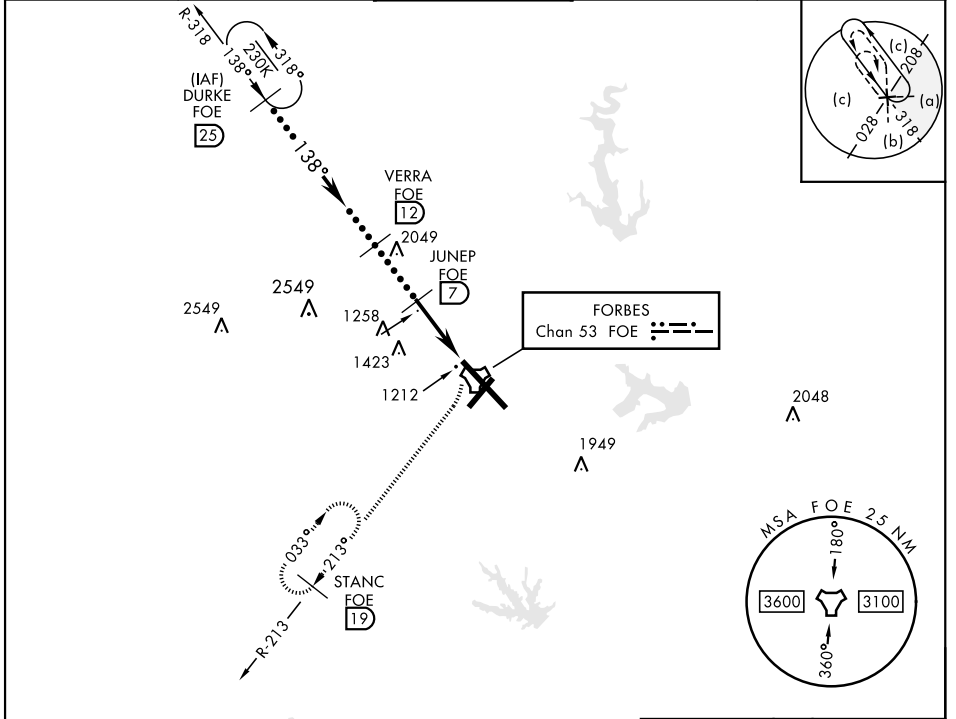 R-318
138°
230K
318°
(IAF)
DURKE
FOE
25
138°
VERRA
FOE
12
2049
JUNEP
FOE
7
2549
2549
1258
1423
1212
FORBES
Chan 53 FOE
2048
1949
033°
213°
STANC
FOE
19
R-213
(c)
208
(c)
(a)
028
318
(b)
MSA FOE 25 NM
180°
3600
3100
360°